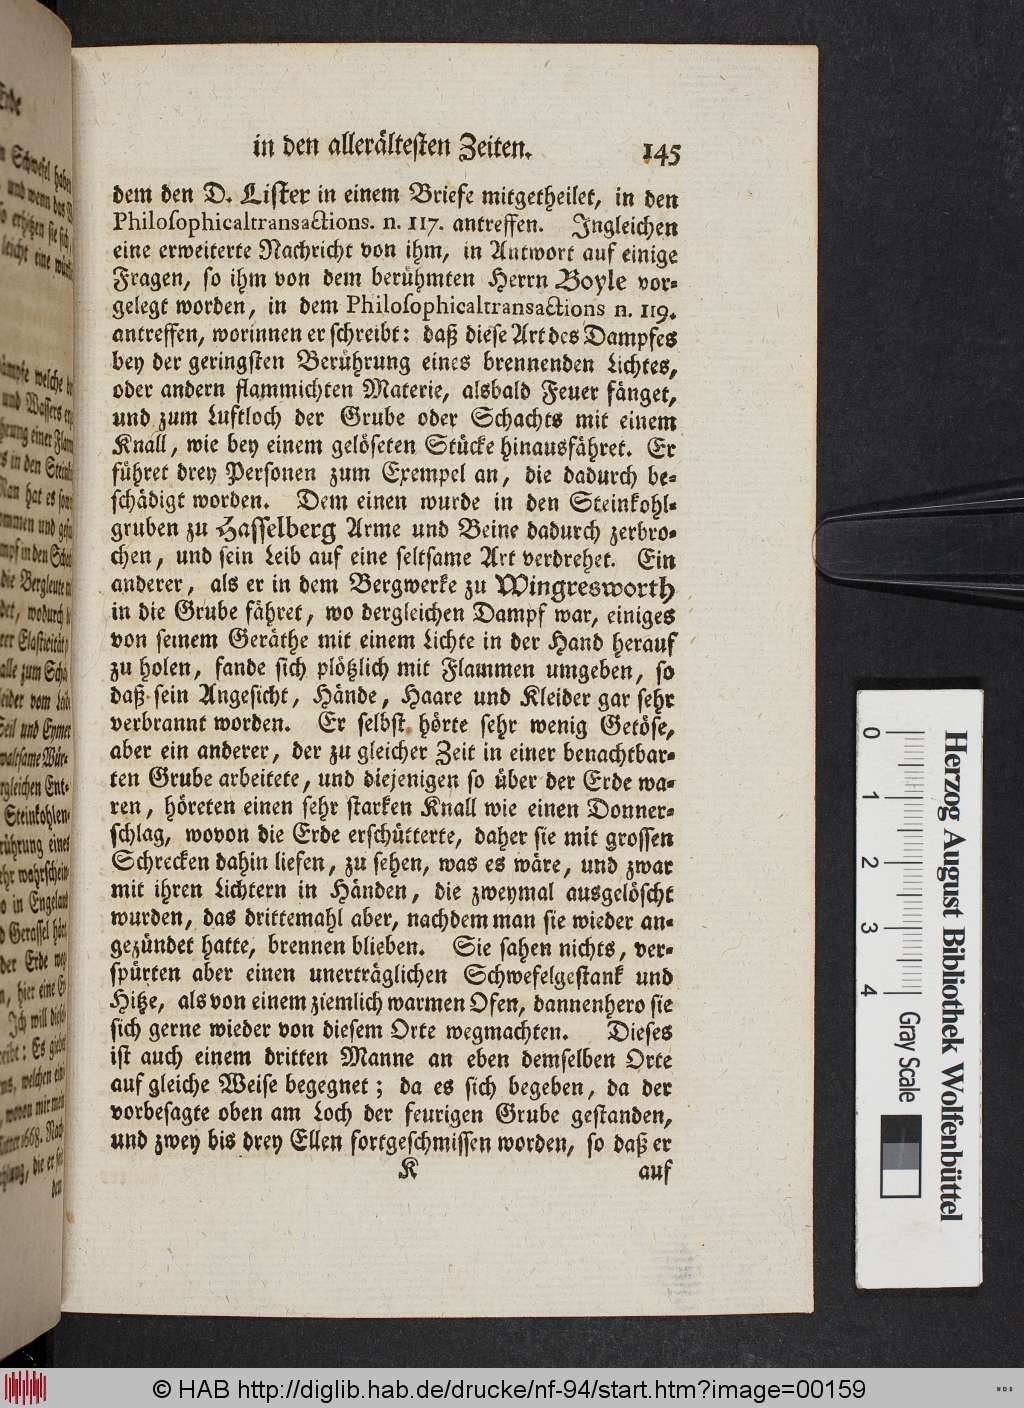 in den allerältesten Zeiten. 145
dem den D. Lister in einem Briefe mitgetheilet, in den
Philosophicaltransactions. n. 117. antreffen. Ingleichen
eine erweiterte Nachricht von ihm, in Antwort auf einige
Fragen, so ihm von dem berühmten Herrn Boyle vor-
gelegt worden, in dem Philosophicaltransactions n. 119.
antreffen, worinnen er schreibt: daß diese Art des Dampfes
bey der geringsten Berührung eines brennenden Lichtes,
oder andern flammichten Materie, alsbald Feuer fänget,
und zum Luftloch der Grube oder Schachts mit einem
Knall, wie bey einem gelöseten Stücke hinausfähret. Er
führet drey Personen zum Exempel an, die dadurch be-
schädigt worden. Dem einen wurde in den Steinkohl-
gruben zu Hasselberg Arme und Beine dadurch zerbro-
chen, und sein Leib auf eine seltsame Art verdrehet. Ein
anderer, als er in dem Bergwerke zu Wingresworth
in die Grube fähret, wo dergleichen Dampf war, einiges
von seinem Geräthe mit einem Lichte in der Hand herauf
zu holen, fande sich plötzlich mit Flammen umgeben, so
daß sein Angesicht, Hände, Haare und Kleider gar sehr
verbrannt worden. Er selbst hörte sehr wenig Getöse,
aber ein anderer, der zu gleicher Zeit in einer benachtbar-
ten Grube arbeitete, und diejenigen so über der Erde wa-
ren, höreten einen sehr starken Knall wie einen Donner-
schlag, wovon die Erde erschütterte, daher sie mit grossen
Schrecken dahin liefen, zu sehen, was es wäre, und zwar
mit ihren Lichtern in Händen, die zweymal ausgelöscht
wurden, das drittemahl aber, nachdem man sie wieder an-
gezündet hatte, brennen blieben. Sie sahen nichts, ver-
spürten aber einen unerträglichen Schwefelgestank und
Hitze, als von einem ziemlich warmen Ofen, dannenhero sie
sich gerne wieder von diesem Orte wegmachten. Dieses
ist auch einem dritten Manne an eben demselben Orte
auf gleiche Weise begegnet; da es sich begeben, da der
vorbesagte oben am Loch der feurigen Grube gestanden,
und zwey bis drey Ellen fortgeschmissen worden, so daß er
K auf
0 1 2 3 4
Gray Scale
Herzog August Bibliothek Wolfenbüttel
© HAB http://diglib.hab.de/drucke/nf-94/start.htm?image=00159